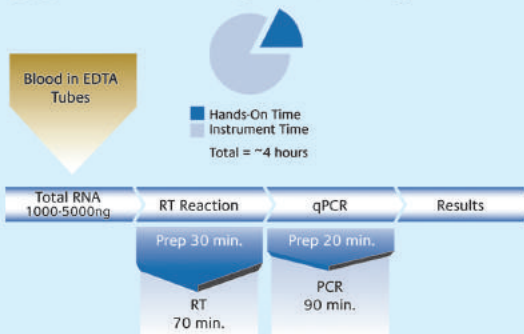 Blood in EDTA
Tubes
Hands-On Time
Instrument Time
Total = ~4 hours
Total RNA
1000-5000ng
RT Reaction
qPCR
Results
Prep 30 min.
Prep 20 min.
RT
70 min.
PCR
90 min.